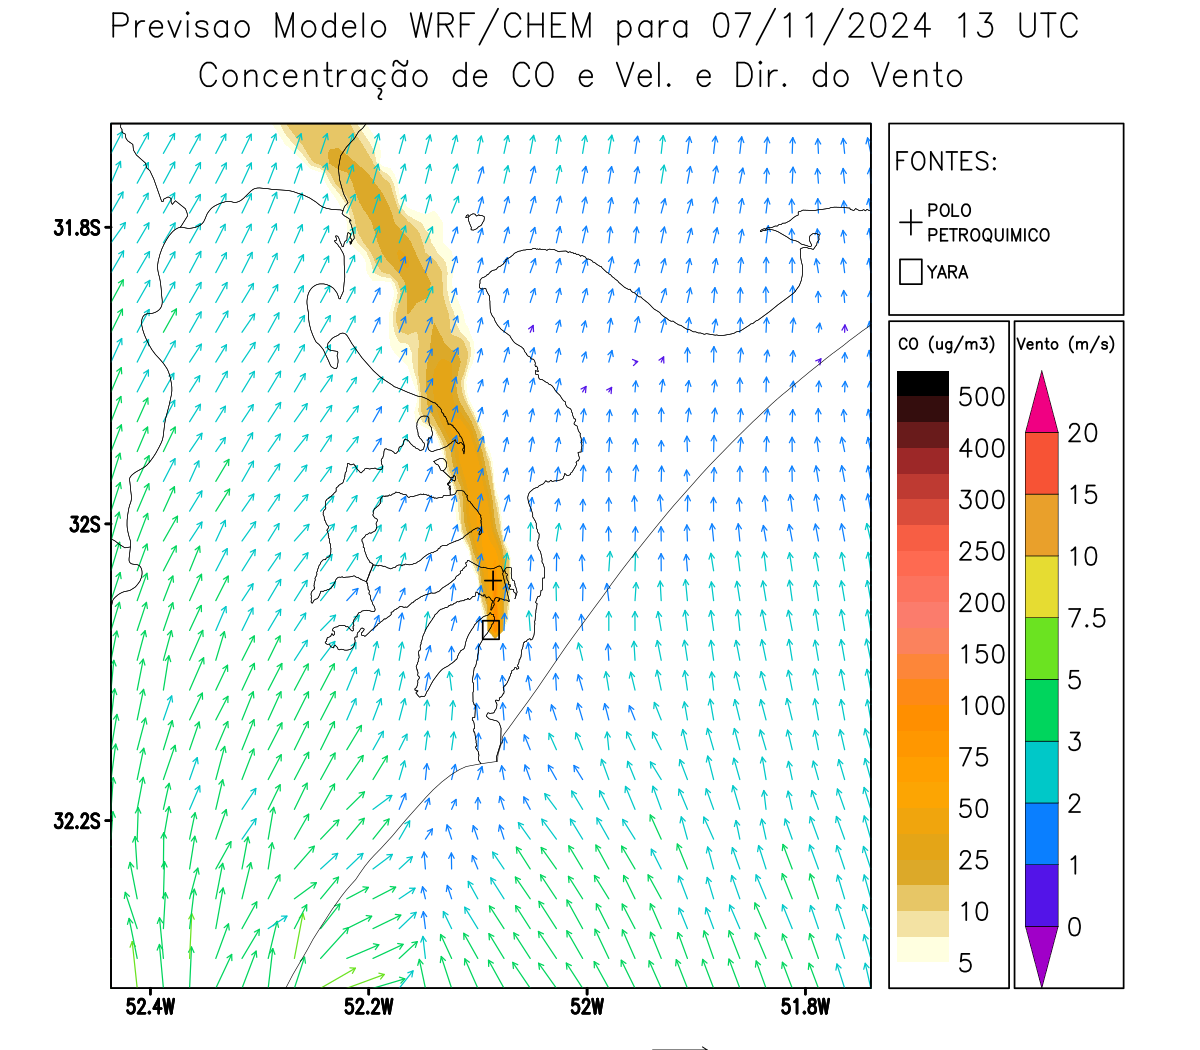 Previsao Modelo WRF/CHEM para 07/11/2024 13 UTC
Concentração de CO e Vel. e Dir. do Vento
FONTES:
POLO
PETROQUIMICO
YARA
31.8S
32S
32.2S
52.4W
52.2W
52W
51.8W
CO (ug/m3)
500
400
300
250
200
150
100
75
50
25
10
5
Vento (m/s)
20
15
10
7.5
5
3
2
1
0